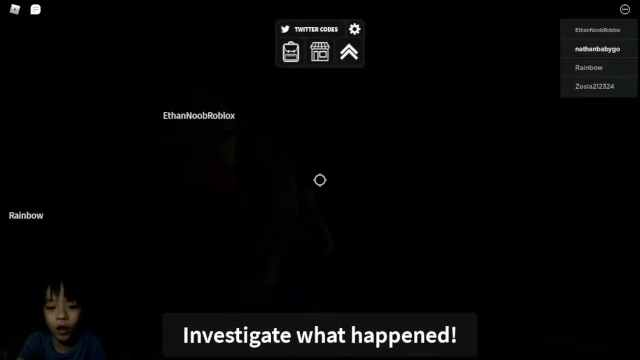 TWITTER CODES
EthanNoobRoblox
nathanbabygo
Rainbow
Zosia212324
EthanNoobRoblox
Rainbow
Investigate what happened!